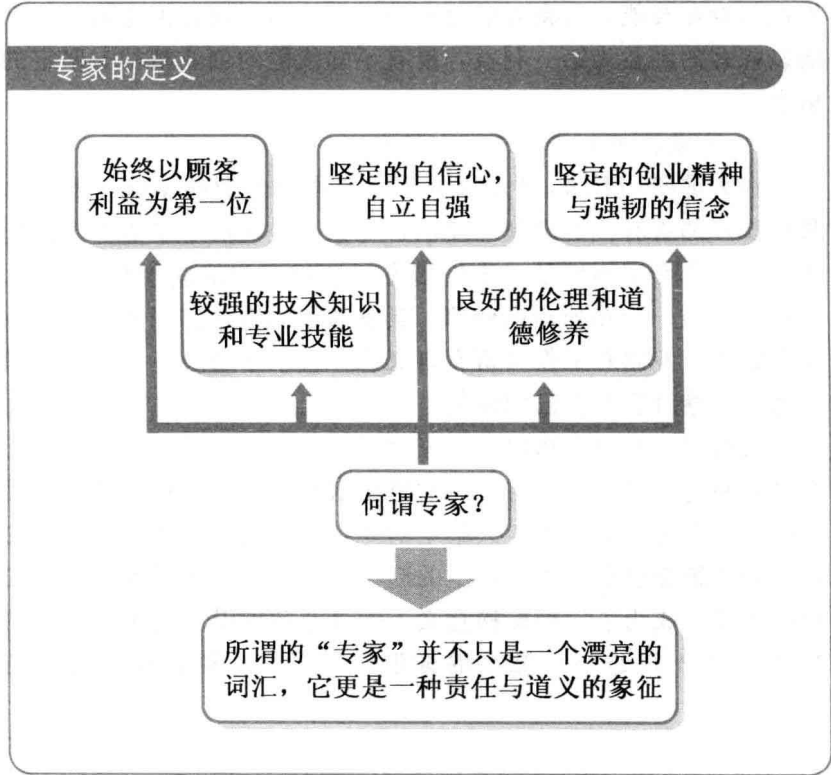 专家的定义
始终以顾客
利益为第一位
坚定的自信心，
自立自强
坚定的创业精神
与强韧的信念
较强的技术知识
和专业技能
良好的伦理和道
德修养
何谓专家？
所谓的“专家”并不只是一个漂亮的
词汇，它更是一种责任与道义的象征